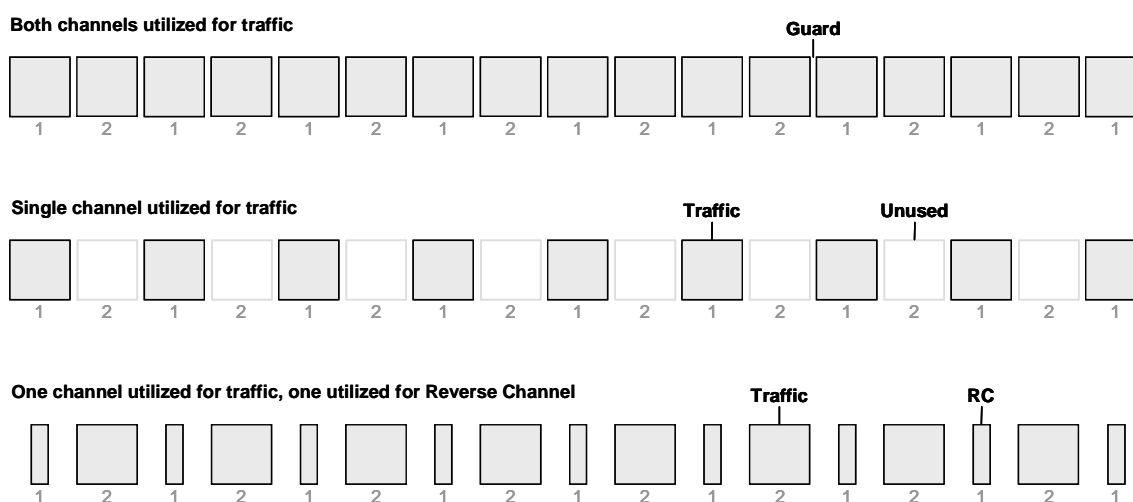 Both channels utilized for traffic
Guard
1 2 1 2 1 2 1 2 1 2 1 2 1 2 1 2 1
Single channel utilized for traffic
Traffic Unused
1 2 1 2 1 2 1 2 1 2 1 2 1 2 1 2 1
One channel utilized for traffic, one utilized for Reverse Channel
Traffic RC
1 2 1 2 1 2 1 2 1 2 1 2 1 2 1 2 1